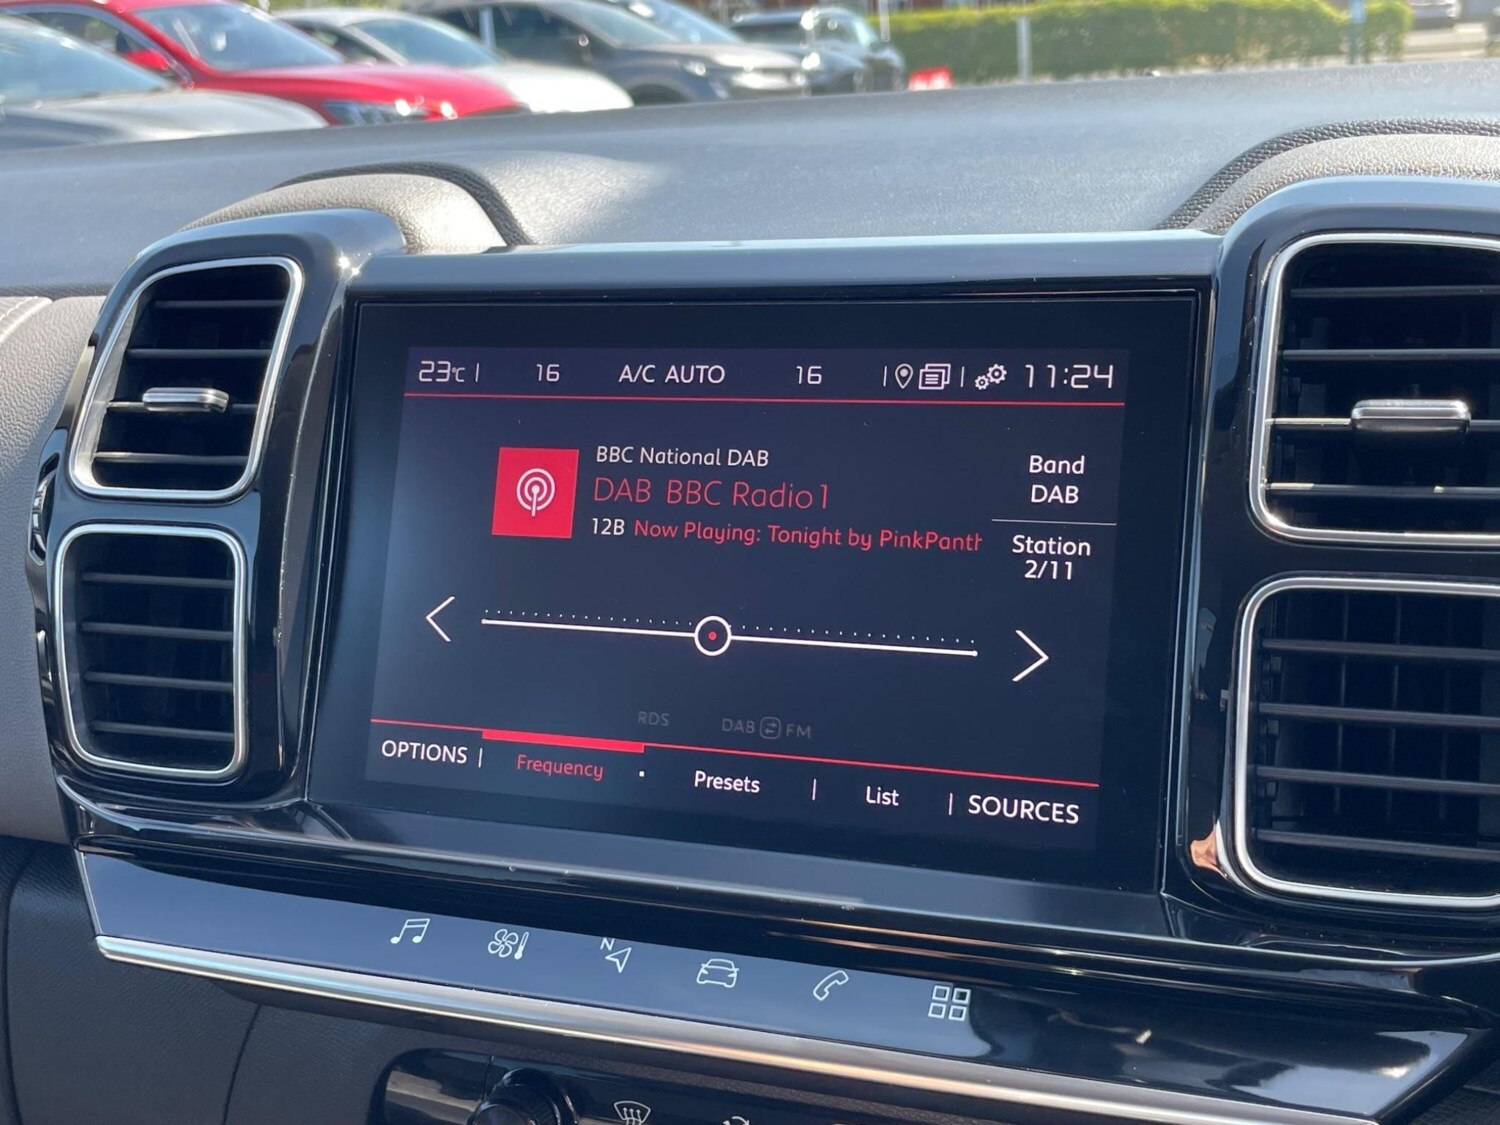 23°C | 16 A/C AUTO 16 11:24
BBC National DAB
DAB BBC Radio 1
12B Now Playing: Tonight by PinkPanth
Band
DAB
Station
2/11
RDS DAB FM
OPTIONS | Frequency Presets | List | SOURCES
N